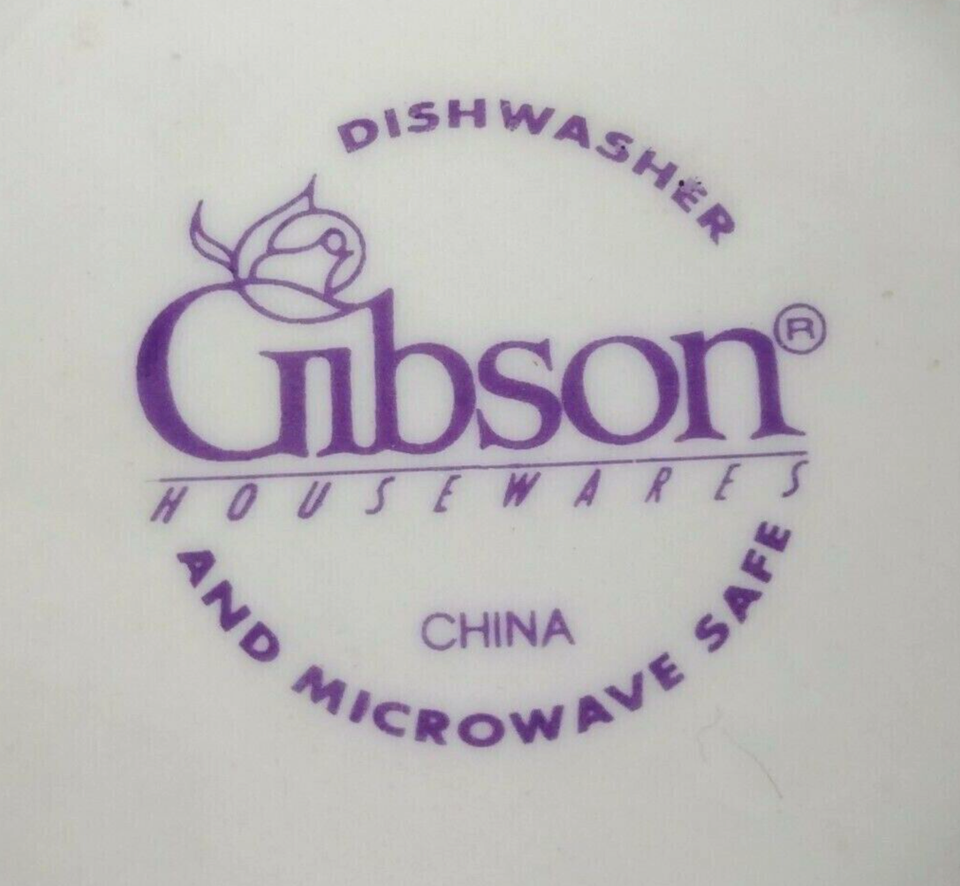 DISHWASHER
Gibson®
HOUSEWARES
CHINA
AND MICROWAVE SAFE